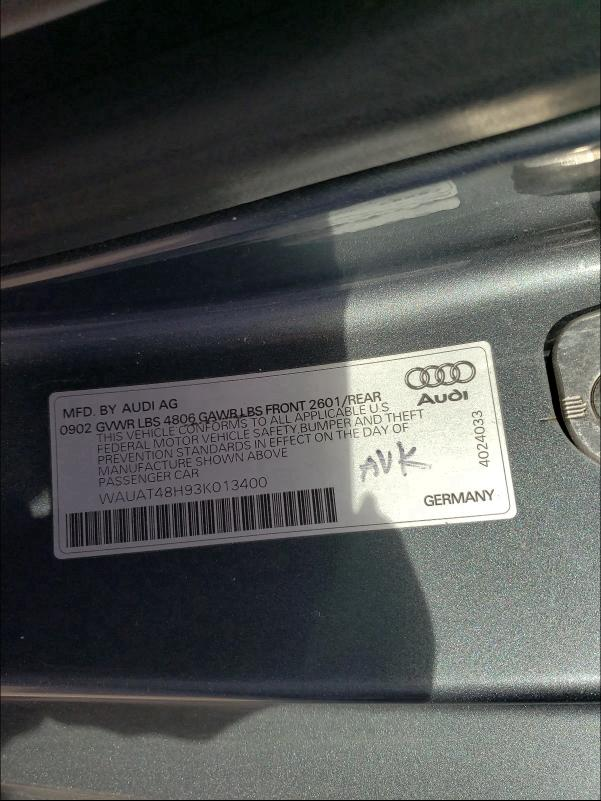 MFD. BY AUDI AG
0902 GVWR LBS 4806 GAWR LBS FRONT 2601/REAR
THIS VEHICLE CONFORMS TO ALL APPLICABLE U.S
FEDERAL MOTOR VEHICLE SAFETY, BUMPER AND THEFT
PREVENTION STANDARDS IN EFFECT ON THE DAY OF
MANUFACTURE SHOWN ABOVE
PASSENGER CAR
WAUAT48H93K013400
AVK
Audi
4024033
GERMANY